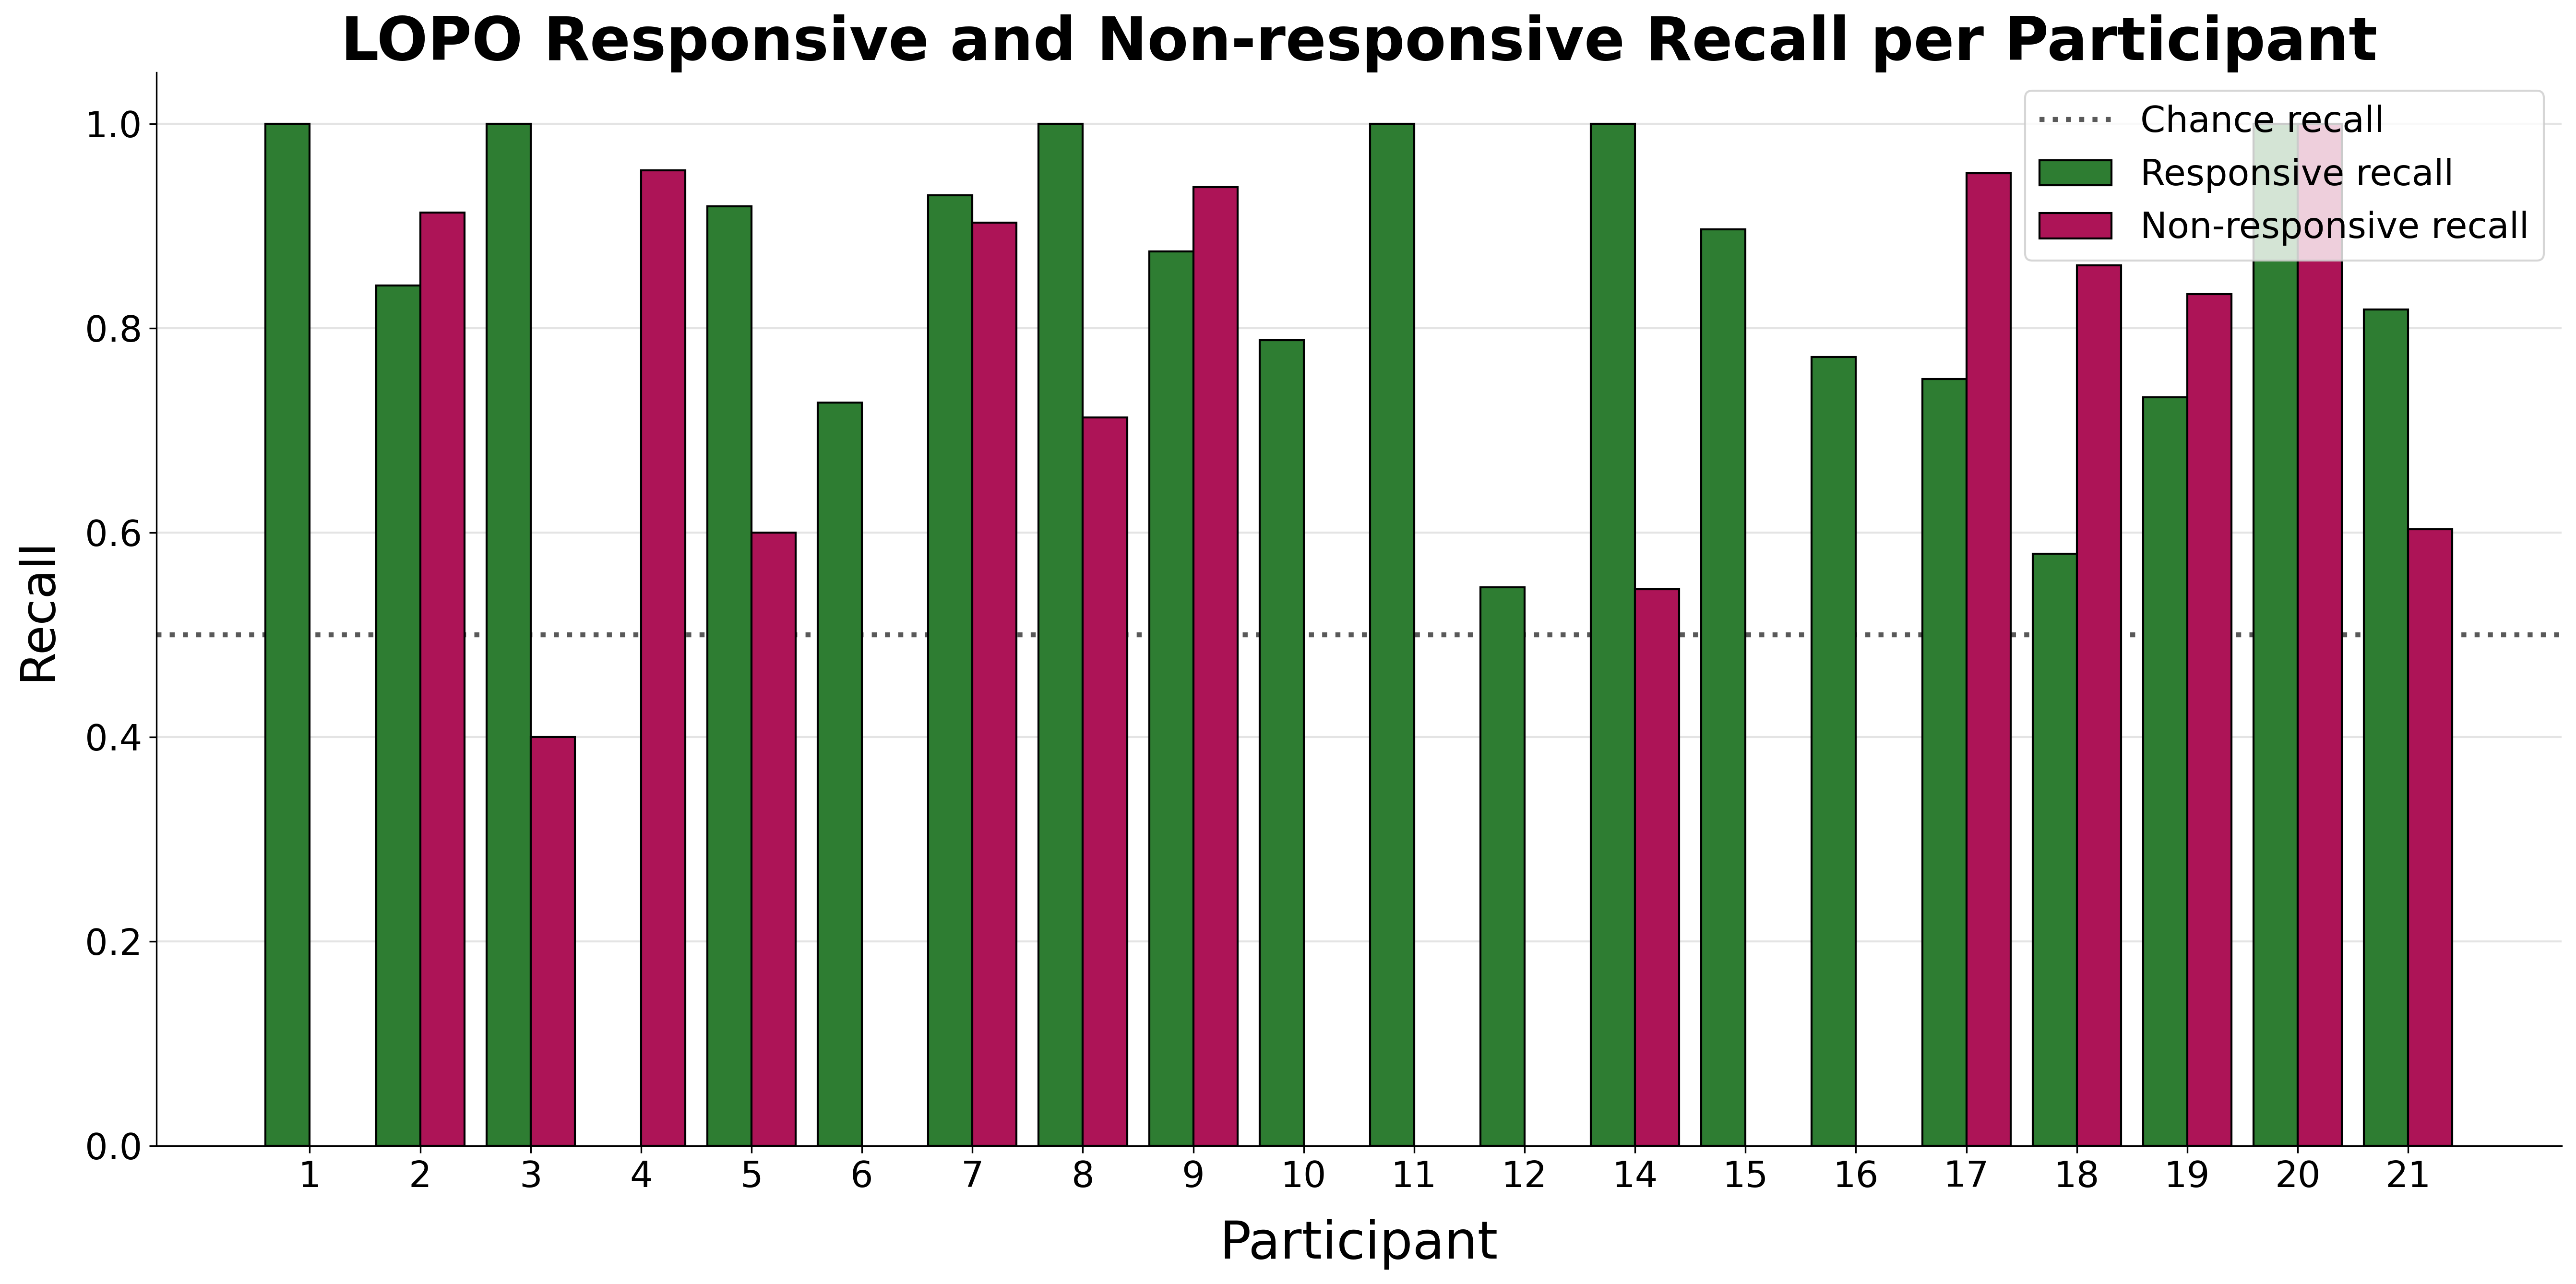 LOPO Responsive and Non-responsive Recall per Participant
Chance recall
Responsive recall
Non-responsive recall
1.0
0.8
0.6
0.4
0.2
0.0
Recall
1 2 3 4 5 6 7 8 9 10 11 12 14 15 16 17 18 19 20 21
Participant